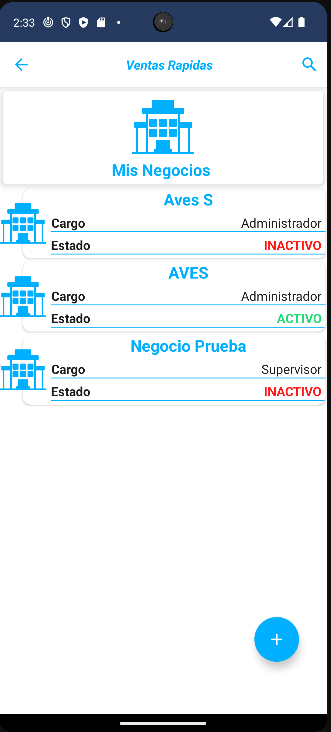 2:33
Ventas Rapidas
Mis Negocios
Aves S
Cargo Administrador
Estado INACTIVO
AVES
Cargo Administrador
Estado ACTIVO
Negocio Prueba
Cargo Supervisor
Estado INACTIVO